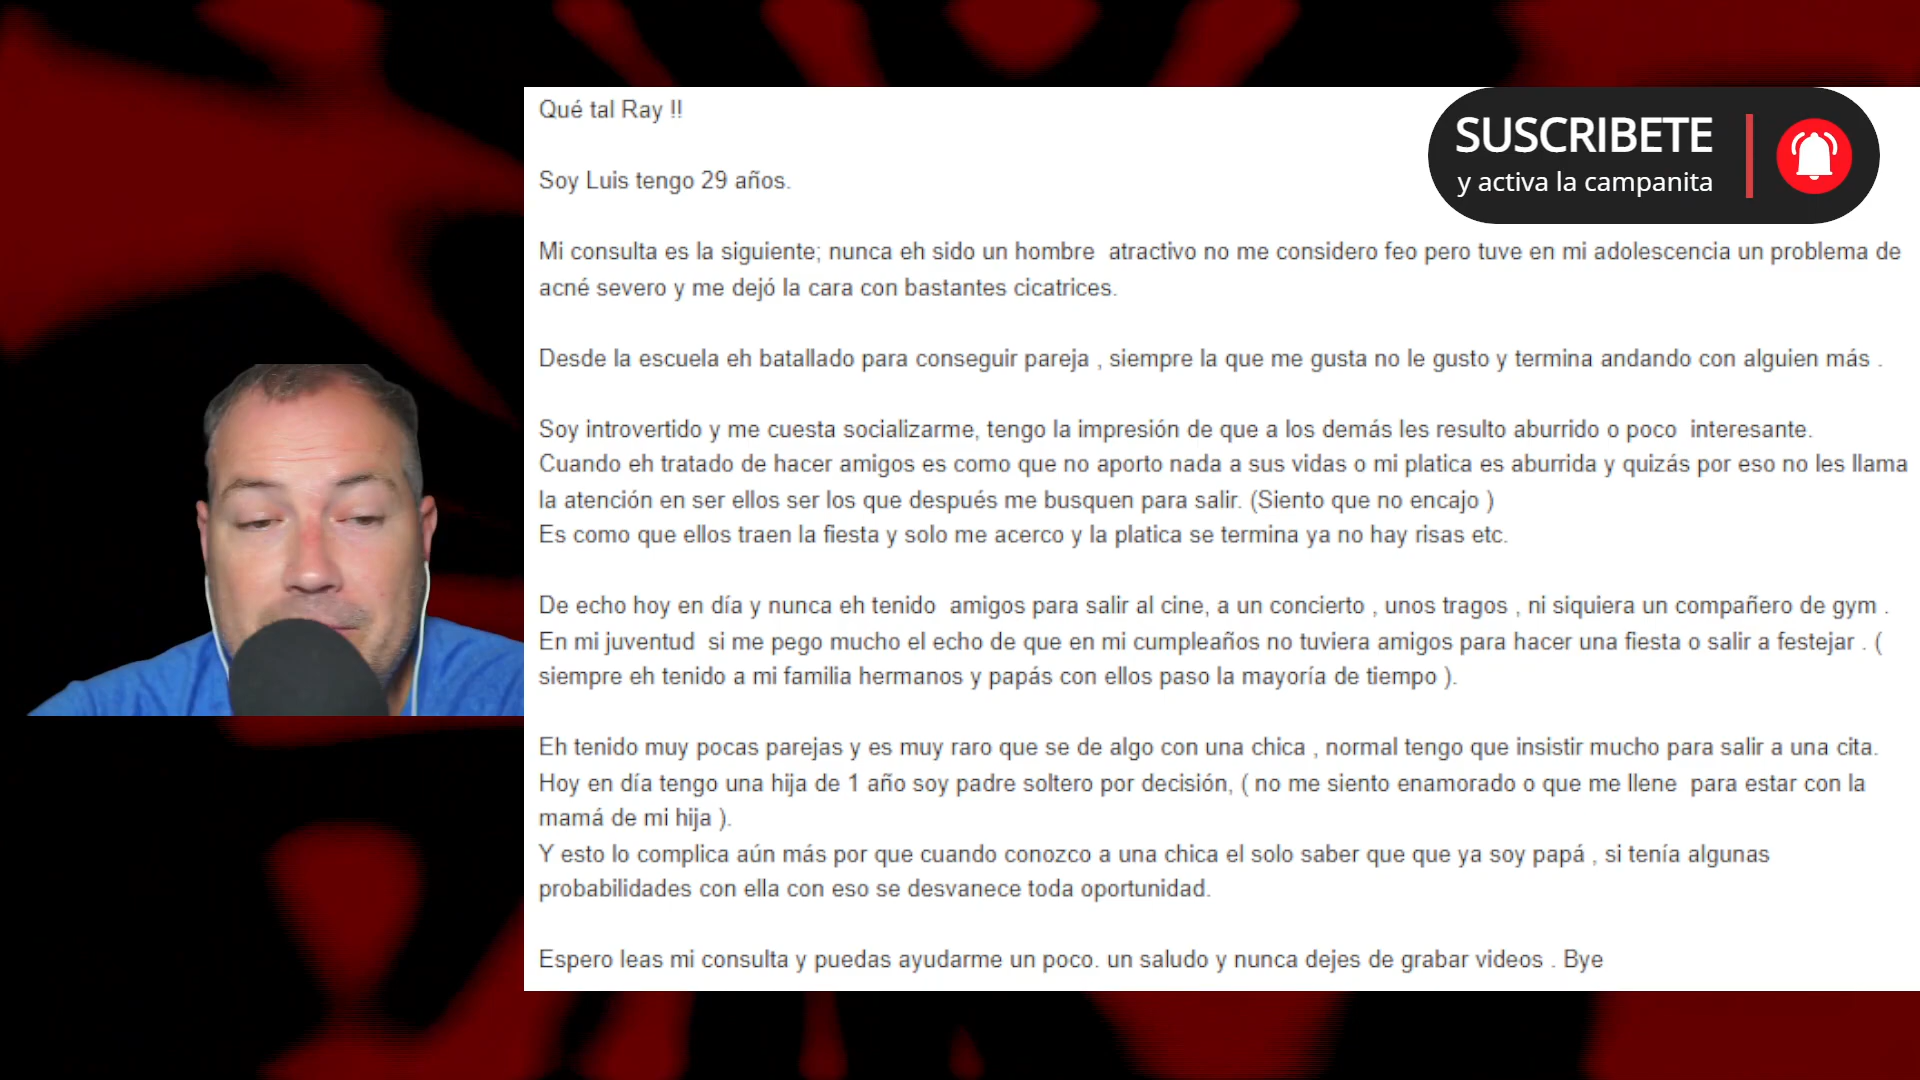 Qué tal Ray !!
SUSCRIBETE
y activa la campanita
Soy Luis tengo 29 años.
Mi consulta es la siguiente; nunca eh sido un hombre  atractivo no me considero feo pero tuve en mi adolescencia un problema de
acné severo y me dejó la cara con bastantes cicatrices.
Desde la escuela eh batallado para conseguir pareja , siempre la que me gusta no le gusto y termina andando con alguien más .
Soy introvertido y me cuesta socializarme, tengo la impresión de que a los demás les resulto aburrido o poco  interesante.
Cuando eh tratado de hacer amigos es como que no aporto nada a sus vidas o mi platica es aburrida y quizás por eso no les llama
la atención en ser ellos ser los que después me busquen para salir. (Siento que no encajo )
Es como que ellos traen la fiesta y solo me acerco y la platica se termina ya no hay risas etc.
De echo hoy en día y nunca eh tenido  amigos para salir al cine, a un concierto , unos tragos , ni siquiera un compañero de gym .
En mi juventud  si me pego mucho el echo de que en mi cumpleaños no tuviera amigos para hacer una fiesta o salir a festejar . (
siempre eh tenido a mi familia hermanos y papás con ellos paso la mayoría de tiempo ).
Eh tenido muy pocas parejas y es muy raro que se de algo con una chica , normal tengo que insistir mucho para salir a una cita.
Hoy en día tengo una hija de 1 año soy padre soltero por decisión, ( no me siento enamorado o que me llene  para estar con la
mamá de mi hija ).
Y esto lo complica aún más por que cuando conozco a una chica el solo saber que que ya soy papá , si tenía algunas
probabilidades con ella con eso se desvanece toda oportunidad.
Espero leas mi consulta y puedas ayudarme un poco. un saludo y nunca dejes de grabar videos . Bye